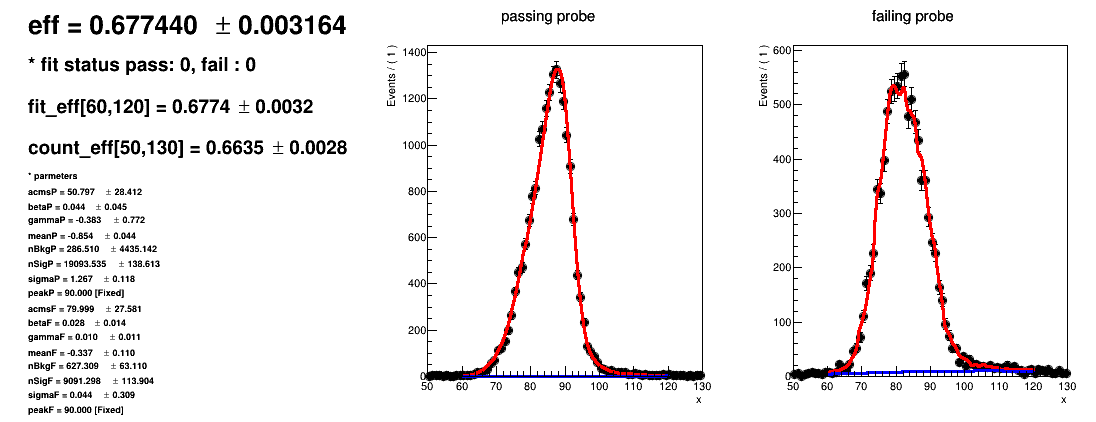 eff = 0.677440 ± 0.003164
* fit status pass: 0, fail : 0
fit_eff[60,120] = 0.6774 ± 0.0032
count_eff[50,130] = 0.6635 ± 0.0028
* parmeters
acmsP = 50.797 ± 28.412
betaP = 0.044 ± 0.045
gammaP = -0.383 ± 0.772
meanP = -0.854 ± 0.044
nBkgP = 286.510 ± 4435.142
nSigP = 19093.535 ± 138.613
sigmaP = 1.267 ± 0.118
peakP = 90.000 [Fixed]
acmsF = 79.999 ± 27.581
betaF = 0.028 ± 0.014
gammaF = 0.010 ± 0.011
meanF = -0.337 ± 0.110
nBkgF = 627.309 ± 63.110
nSigF = 9091.298 ± 113.904
sigmaF = 0.044 ± 0.309
peakF = 90.000 [Fixed]
passing probe
Events / ( 1 )
1400
1200
1000
800
600
400
200
0
50 60 70 80 90 100 110 120 130
x
failing probe
Events / ( 1 )
600
500
400
300
200
100
0
50 60 70 80 90 100 110 120 130
x